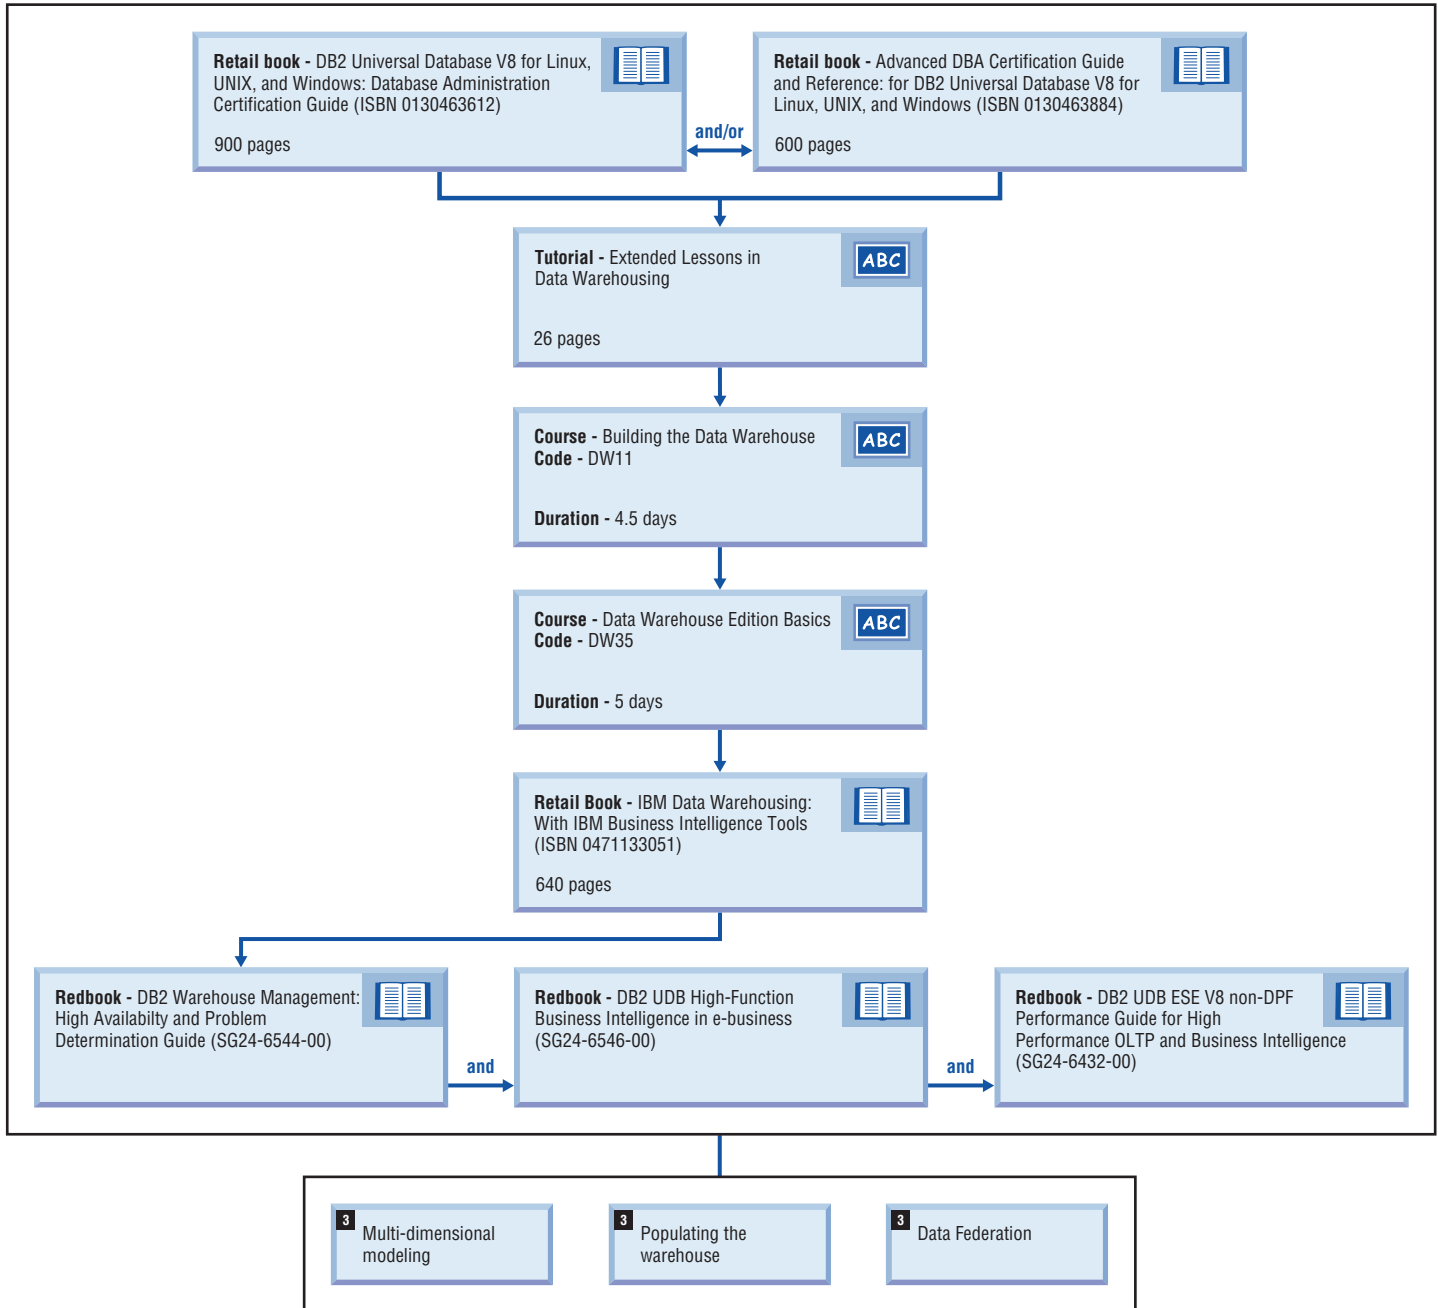 Retail book - DB2 Universal Database V8 for Linux,
UNIX, and Windows: Database Administration
Certification Guide (ISBN 0130463612)
900 pages
and/or
Retail book - Advanced DBA Certification Guide
and Reference: for DB2 Universal Database V8 for
Linux, UNIX, and Windows (ISBN 0130463884)
600 pages
Tutorial - Extended Lessons in
Data Warehousing
26 pages
ABC
Course - Building the Data Warehouse
Code - DW11
Duration - 4.5 days
ABC
Course - Data Warehouse Edition Basics
Code - DW35
Duration - 5 days
ABC
Retail Book - IBM Data Warehousing:
With IBM Business Intelligence Tools
(ISBN 0471133051)
640 pages
Redbook - DB2 Warehouse Management:
High Availabilty and Problem
Determination Guide (SG24-6544-00)
and
Redbook - DB2 UDB High-Function
Business Intelligence in e-business
(SG24-6546-00)
and
Redbook - DB2 UDB ESE V8 non-DPF
Performance Guide for High
Performance OLTP and Business Intelligence
(SG24-6432-00)
3
Multi-dimensional
modeling
3
Populating the
warehouse
3
Data Federation